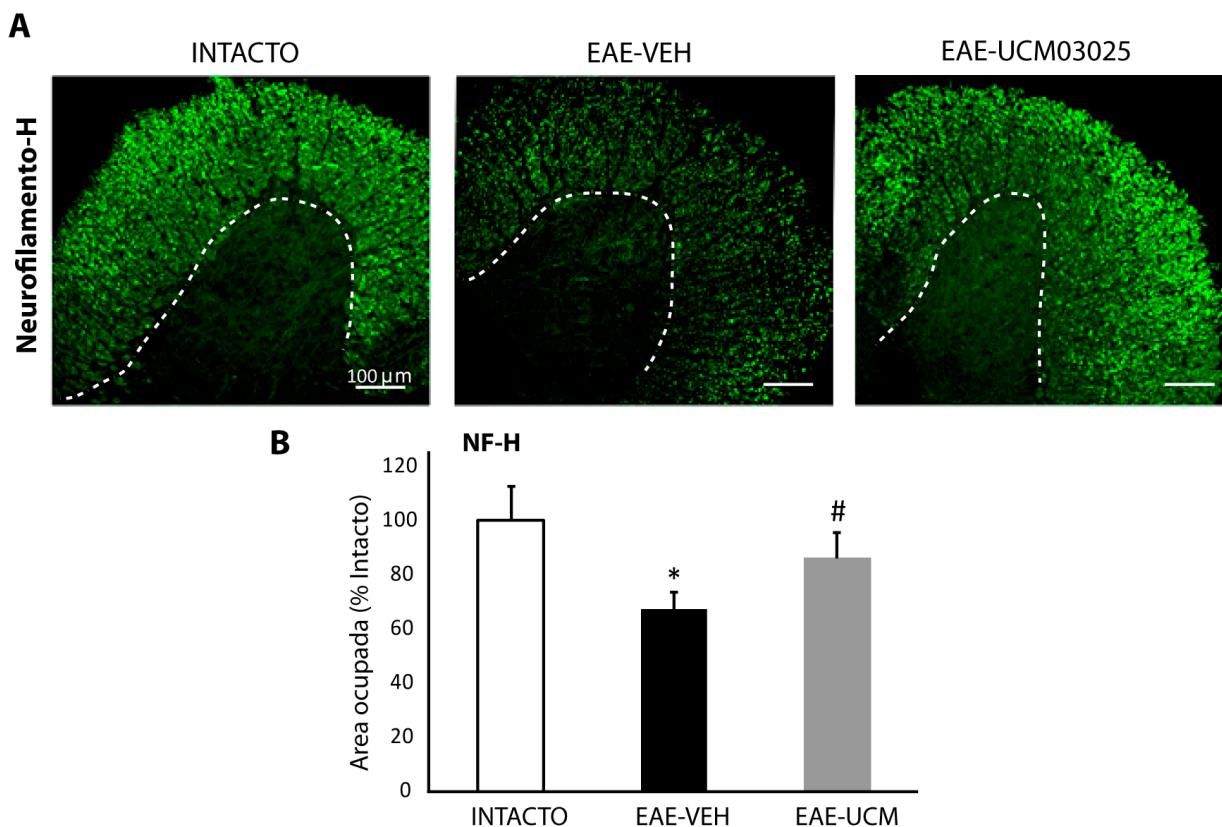 A
INTACTO
EAE-VEH
EAE-UCM03025
Neurofilamento-H
100 µm
B
NF-H
Area ocupada (% Intacto)
120
100
80
60
40
20
0
*
#
INTACTO
EAE-VEH
EAE-UCM